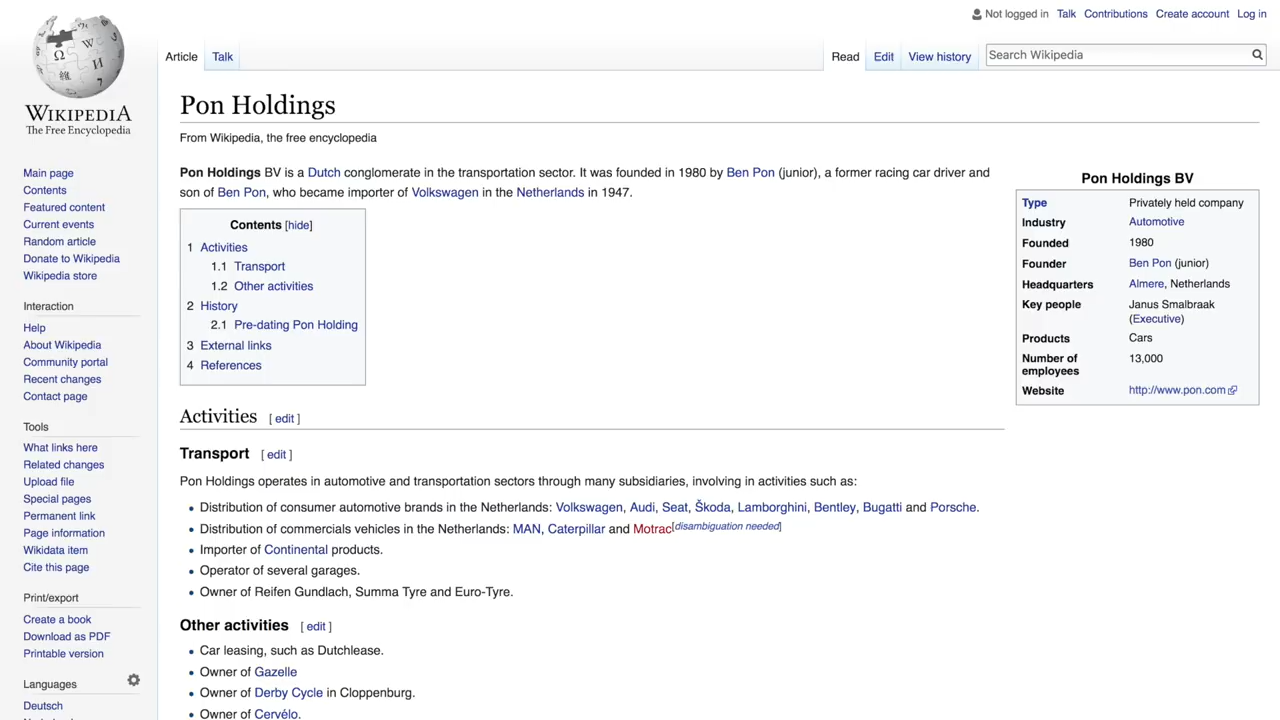 Not logged in Talk Contributions Create account Log in
Article Talk Read Edit View history Search Wikipedia
WIKIPEDIA
The Free Encyclopedia
Main page
Contents
Featured content
Current events
Random article
Donate to Wikipedia
Wikipedia store
Interaction
Help
About Wikipedia
Community portal
Recent changes
Contact page
Tools
What links here
Related changes
Upload file
Special pages
Permanent link
Page information
Wikidata item
Cite this page
Print/export
Create a book
Download as PDF
Printable version
Languages
Deutsch
Pon Holdings
From Wikipedia, the free encyclopedia
Pon Holdings BV is a Dutch conglomerate in the transportation sector. It was founded in 1980 by Ben Pon (junior), a former racing car driver and
son of Ben Pon, who became importer of Volkswagen in the Netherlands in 1947.
Contents [hide]
1 Activities
1.1 Transport
1.2 Other activities
2 History
2.1 Pre-dating Pon Holding
3 External links
4 References
Pon Holdings BV
Type Privately held company
Industry Automotive
Founded 1980
Founder Ben Pon (junior)
Headquarters Almere, Netherlands
Key people Janus Smalbraak
(Executive)
Products Cars
Number of 13,000
employees
Website http://www.pon.com
Activities [ edit ]
Transport [ edit ]
Pon Holdings operates in automotive and transportation sectors through many subsidiaries, involving in activities such as:
• Distribution of consumer automotive brands in the Netherlands: Volkswagen, Audi, Seat, Škoda, Lamborghini, Bentley, Bugatti and Porsche.
• Distribution of commercials vehicles in the Netherlands: MAN, Caterpillar and Motrac[disambiguation needed]
• Importer of Continental products.
• Operator of several garages.
• Owner of Reifen Gundlach, Summa Tyre and Euro-Tyre.
Other activities [ edit ]
• Car leasing, such as Dutchlease.
• Owner of Gazelle
• Owner of Derby Cycle in Cloppenburg.
• Owner of Cervélo.